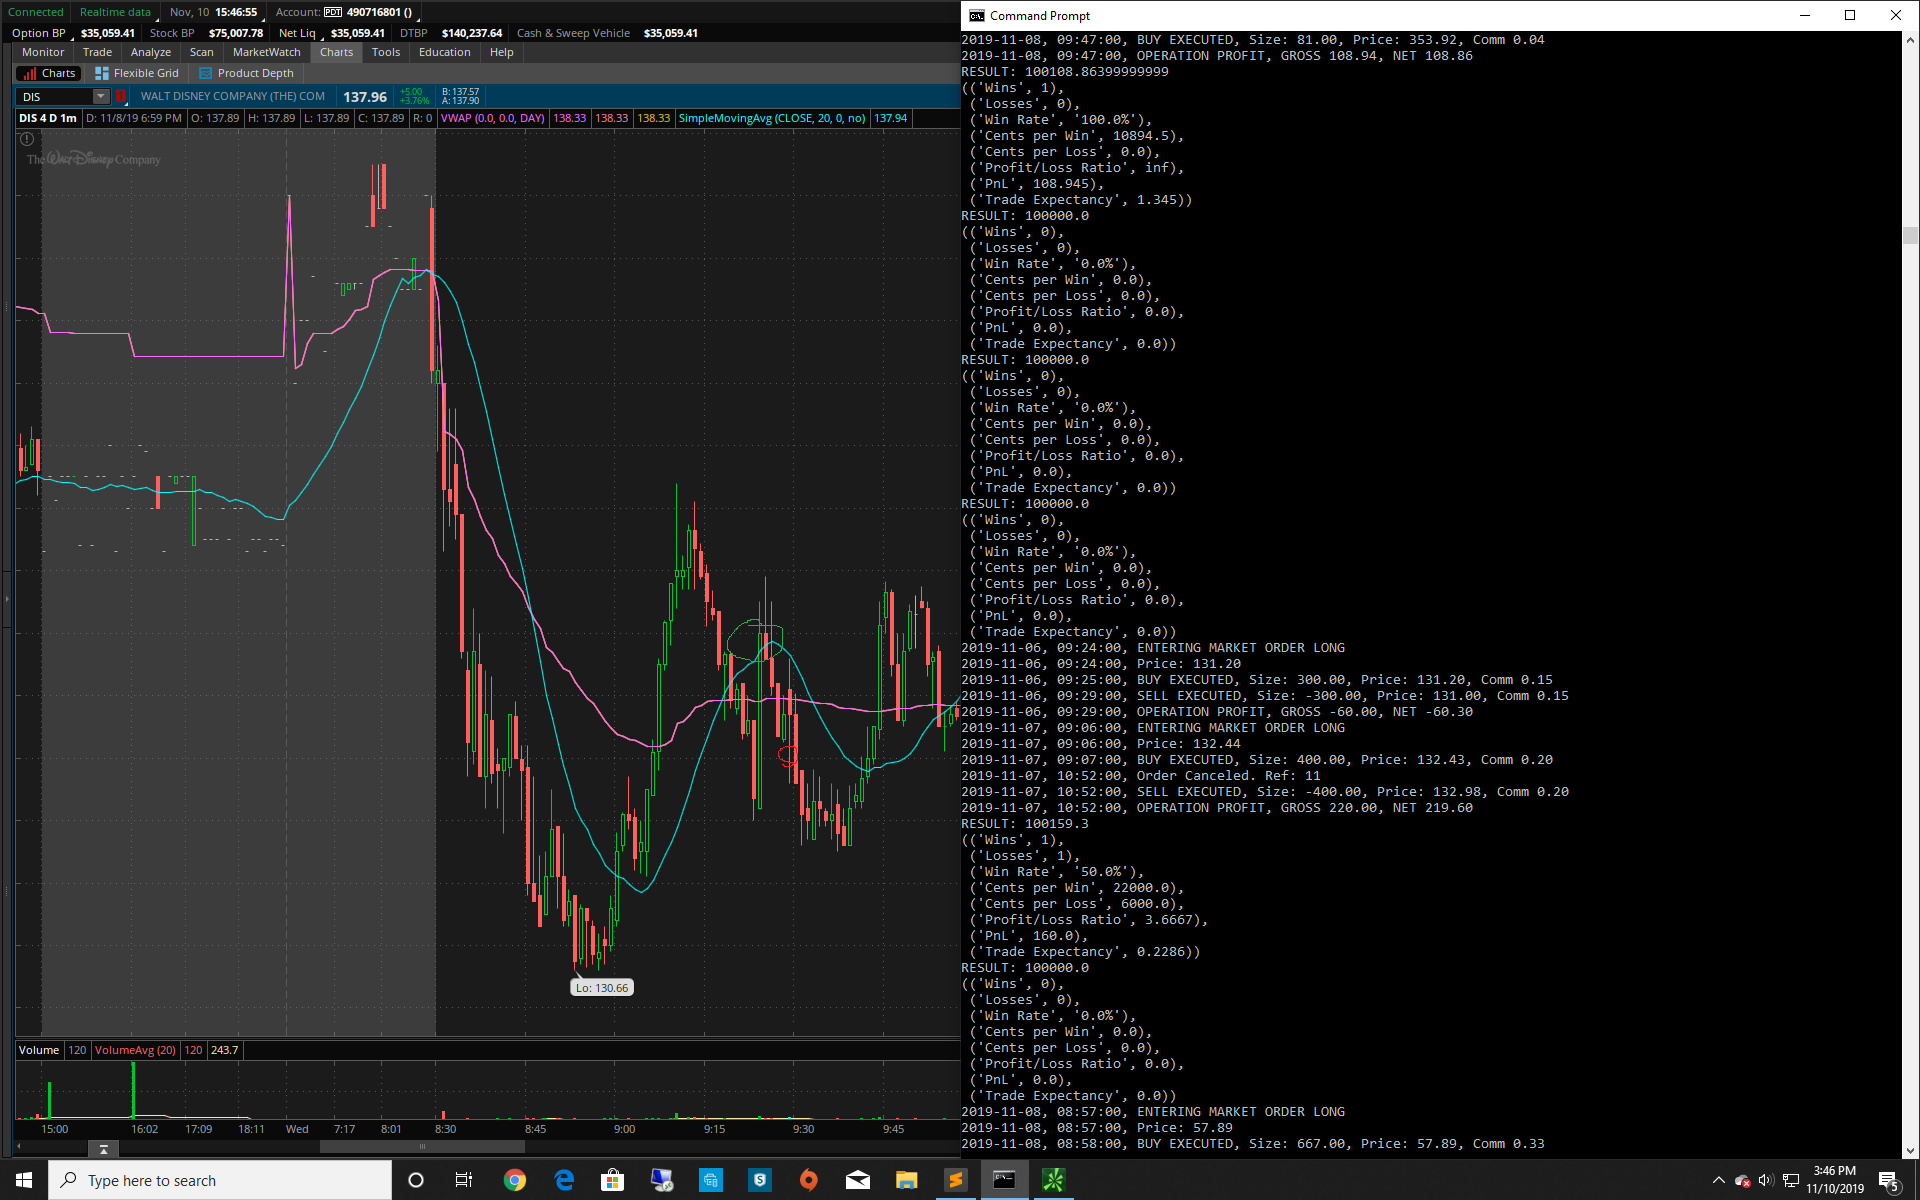 Connected Realtime data Nov, 10 15:46:55 Account: PDT 490716801 ()
Option BP $35,059.41 Stock BP $75,007.78 Net Liq $35,059.41 DTBP $140,237.64 Cash & Sweep Vehicle $35,059.41
Monitor Trade Analyze Scan MarketWatch Charts Tools Education Help
Charts Flexible Grid Product Depth
DIS WALT DISNEY COMPANY (THE) COM 137.96 +5.00 +3.76% B: 137.57 A: 137.90
DIS 4 D 1m D: 11/8/19 6:59 PM O: 137.89 H: 137.89 L: 137.89 C: 137.89 R: 0 VWAP (0.0, 0.0, DAY) 138.33 138.33 138.33 SimpleMovingAvg (CLOSE, 20, 0, no) 137.94
The Walt Disney Company
Lo: 130.66
Volume 120 VolumeAvg (20) 120 243.7
15:00 16:02 17:09 18:11 Wed 7:17 8:01 8:30 8:45 9:00 9:15 9:30 9:45
Command Prompt
2019-11-08, 09:47:00, BUY EXECUTED, Size: 81.00, Price: 353.92, Comm 0.04
2019-11-08, 09:47:00, OPERATION PROFIT, GROSS 108.94, NET 108.86
RESULT: 100108.86399999999
(('Wins', 1),
('Losses', 0),
('Win Rate', '100.0%'),
('Cents per Win', 10894.5),
('Cents per Loss', 0.0),
('Profit/Loss Ratio', inf),
('PnL', 108.945),
('Trade Expectancy', 1.345))
RESULT: 100000.0
(('Wins', 0),
('Losses', 0),
('Win Rate', '0.0%'),
('Cents per Win', 0.0),
('Cents per Loss', 0.0),
('Profit/Loss Ratio', 0.0),
('PnL', 0.0),
('Trade Expectancy', 0.0))
RESULT: 100000.0
(('Wins', 0),
('Losses', 0),
('Win Rate', '0.0%'),
('Cents per Win', 0.0),
('Cents per Loss', 0.0),
('Profit/Loss Ratio', 0.0),
('PnL', 0.0),
('Trade Expectancy', 0.0))
RESULT: 100000.0
(('Wins', 0),
('Losses', 0),
('Win Rate', '0.0%'),
('Cents per Win', 0.0),
('Cents per Loss', 0.0),
('Profit/Loss Ratio', 0.0),
('PnL', 0.0),
('Trade Expectancy', 0.0))
2019-11-06, 09:24:00, ENTERING MARKET ORDER LONG
2019-11-06, 09:24:00, Price: 131.20
2019-11-06, 09:25:00, BUY EXECUTED, Size: 300.00, Price: 131.20, Comm 0.15
2019-11-06, 09:29:00, SELL EXECUTED, Size: -300.00, Price: 131.00, Comm 0.15
2019-11-06, 09:29:00, OPERATION PROFIT, GROSS -60.00, NET -60.30
2019-11-07, 09:06:00, ENTERING MARKET ORDER LONG
2019-11-07, 09:06:00, Price: 132.44
2019-11-07, 09:07:00, BUY EXECUTED, Size: 400.00, Price: 132.43, Comm 0.20
2019-11-07, 10:52:00, Order Canceled. Ref: 11
2019-11-07, 10:52:00, SELL EXECUTED, Size: -400.00, Price: 132.98, Comm 0.20
2019-11-07, 10:52:00, OPERATION PROFIT, GROSS 220.00, NET 219.60
RESULT: 100159.3
(('Wins', 1),
('Losses', 1),
('Win Rate', '50.0%'),
('Cents per Win', 22000.0),
('Cents per Loss', 6000.0),
('Profit/Loss Ratio', 3.6667),
('PnL', 160.0),
('Trade Expectancy', 0.2286))
RESULT: 100000.0
(('Wins', 0),
('Losses', 0),
('Win Rate', '0.0%'),
('Cents per Win', 0.0),
('Cents per Loss', 0.0),
('Profit/Loss Ratio', 0.0),
('PnL', 0.0),
('Trade Expectancy', 0.0))
2019-11-08, 08:57:00, ENTERING MARKET ORDER LONG
2019-11-08, 08:57:00, Price: 57.89
2019-11-08, 08:58:00, BUY EXECUTED, Size: 667.00, Price: 57.89, Comm 0.33
Type here to search
3:46 PM
11/10/2019
5